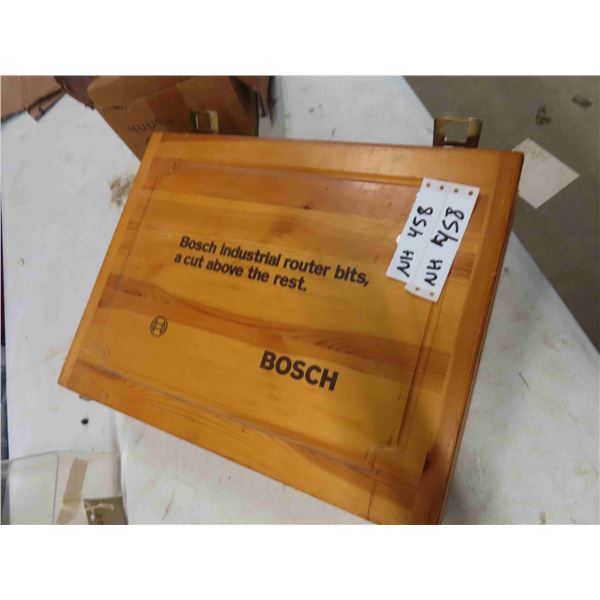 Bosch industrial router bits,
a cut above the rest.
BOSCH
NH 458
NH 458